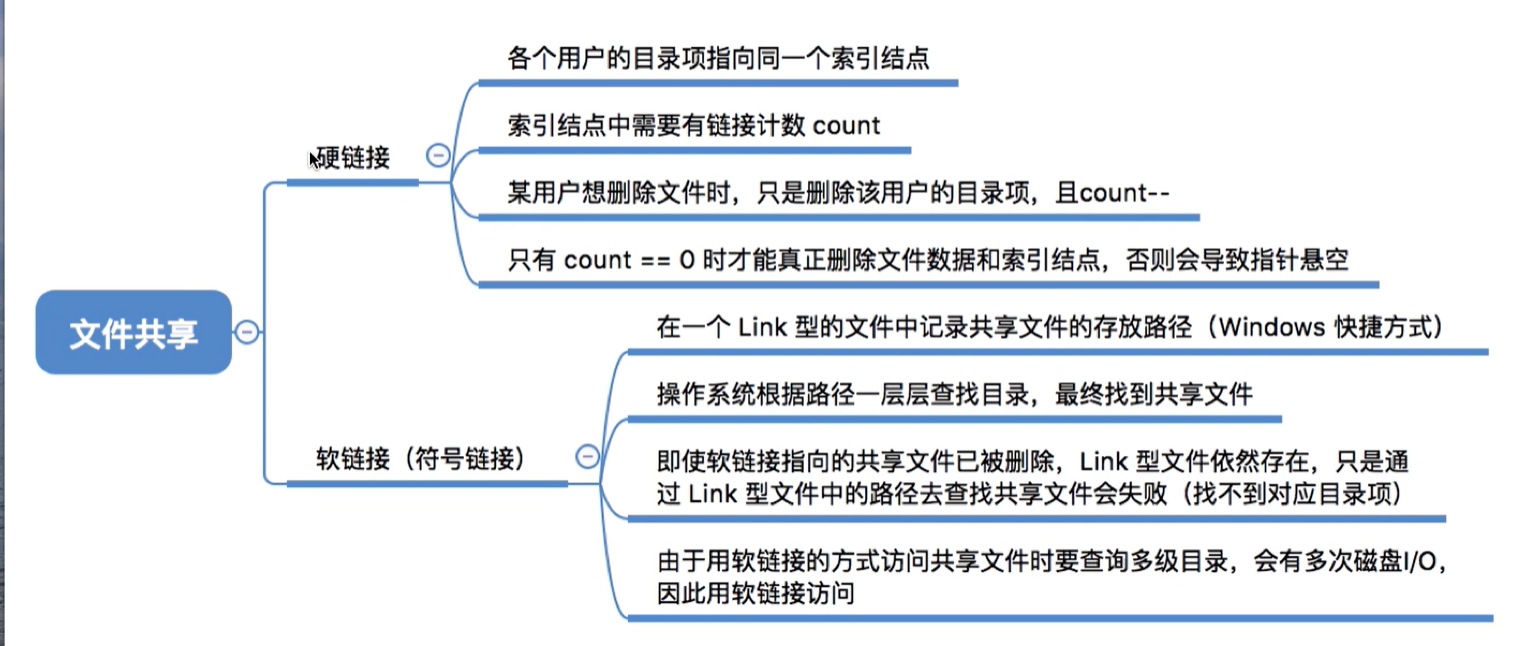 各个用户的目录项指向同一个索引结点
索引结点中需要有链接计数 count
硬链接
某用户想删除文件时，只是删除该用户的目录项，且count--
只有 count == 0 时才能真正删除文件数据和索引结点，否则会导致指针悬空
文件共享
在一个 Link 型的文件中记录共享文件的存放路径（Windows 快捷方式）
操作系统根据路径一层层查找目录，最终找到共享文件
软链接（符号链接）
即使软链接指向的共享文件已被删除，Link 型文件依然存在，只是通
过 Link 型文件中的路径去查找共享文件会失败（找不到对应目录项）
由于用软链接的方式访问共享文件时要查询多级目录，会有多次磁盘I/O，
因此用软链接访问